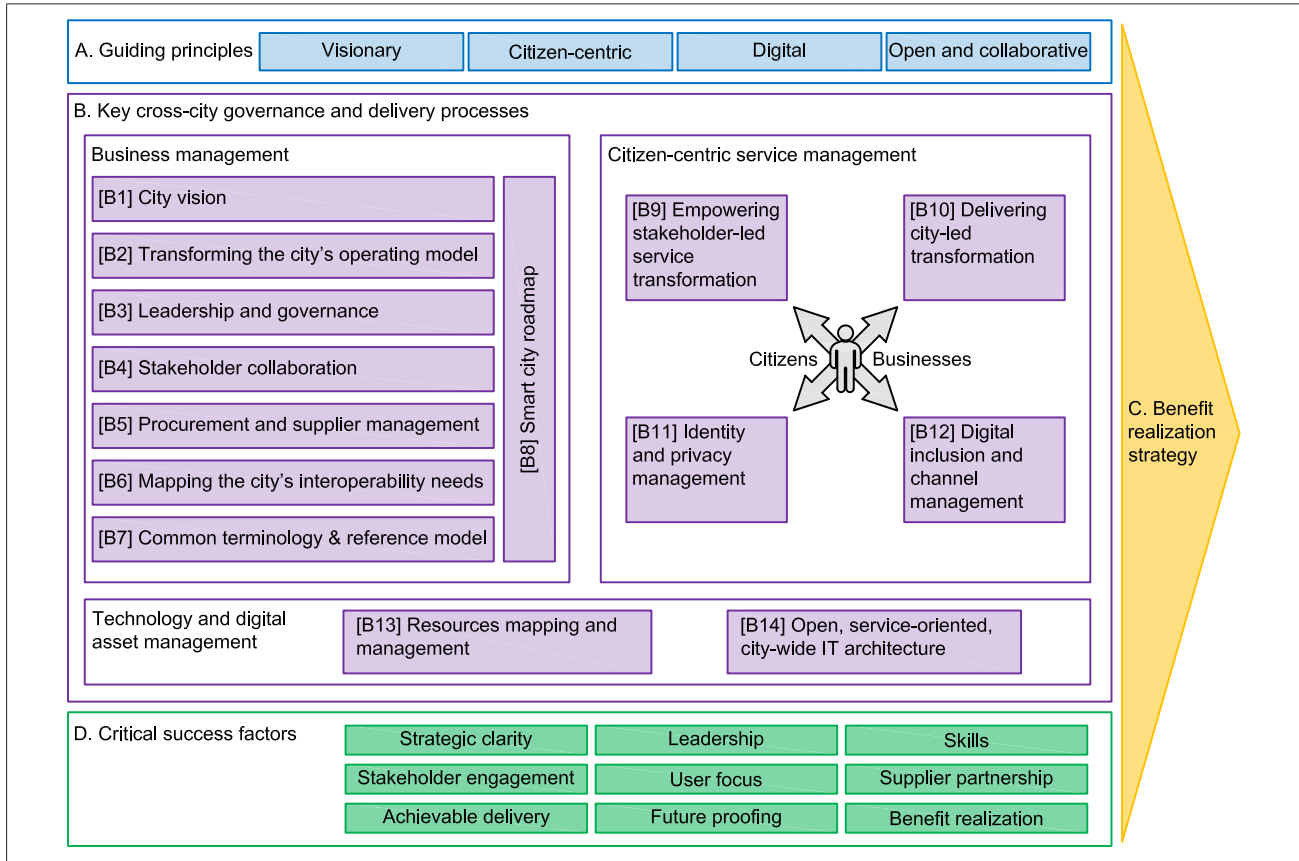 A. Guiding principles
Visionary
Citizen-centric
Digital
Open and collaborative
B. Key cross-city governance and delivery processes
Business management
[B1] City vision
[B2] Transforming the city's operating model
[B3] Leadership and governance
[B4] Stakeholder collaboration
[B5] Procurement and supplier management
[B6] Mapping the city's interoperability needs
[B7] Common terminology & reference model
[B8] Smart city roadmap
Citizen-centric service management
[B9] Empowering
stakeholder-led
service
transformation
[B10] Delivering
city-led
transformation
Citizens
Businesses
[B11] Identity
and privacy
management
[B12] Digital
inclusion and
channel
management
Technology and digital
asset management
[B13] Resources mapping and
management
[B14] Open, service-oriented,
city-wide IT architecture
C. Benefit
realization
strategy
D. Critical success factors
Strategic clarity
Leadership
Skills
Stakeholder engagement
User focus
Supplier partnership
Achievable delivery
Future proofing
Benefit realization